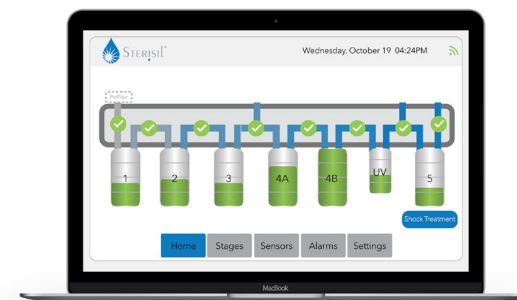 Sterisil®
Wednesday, October 19 04:24PM
Prefilter
1
2
3
4A
4B
UV
5
Shock Treatment
Home
Stages
Sensors
Alarms
Settings
MacBook